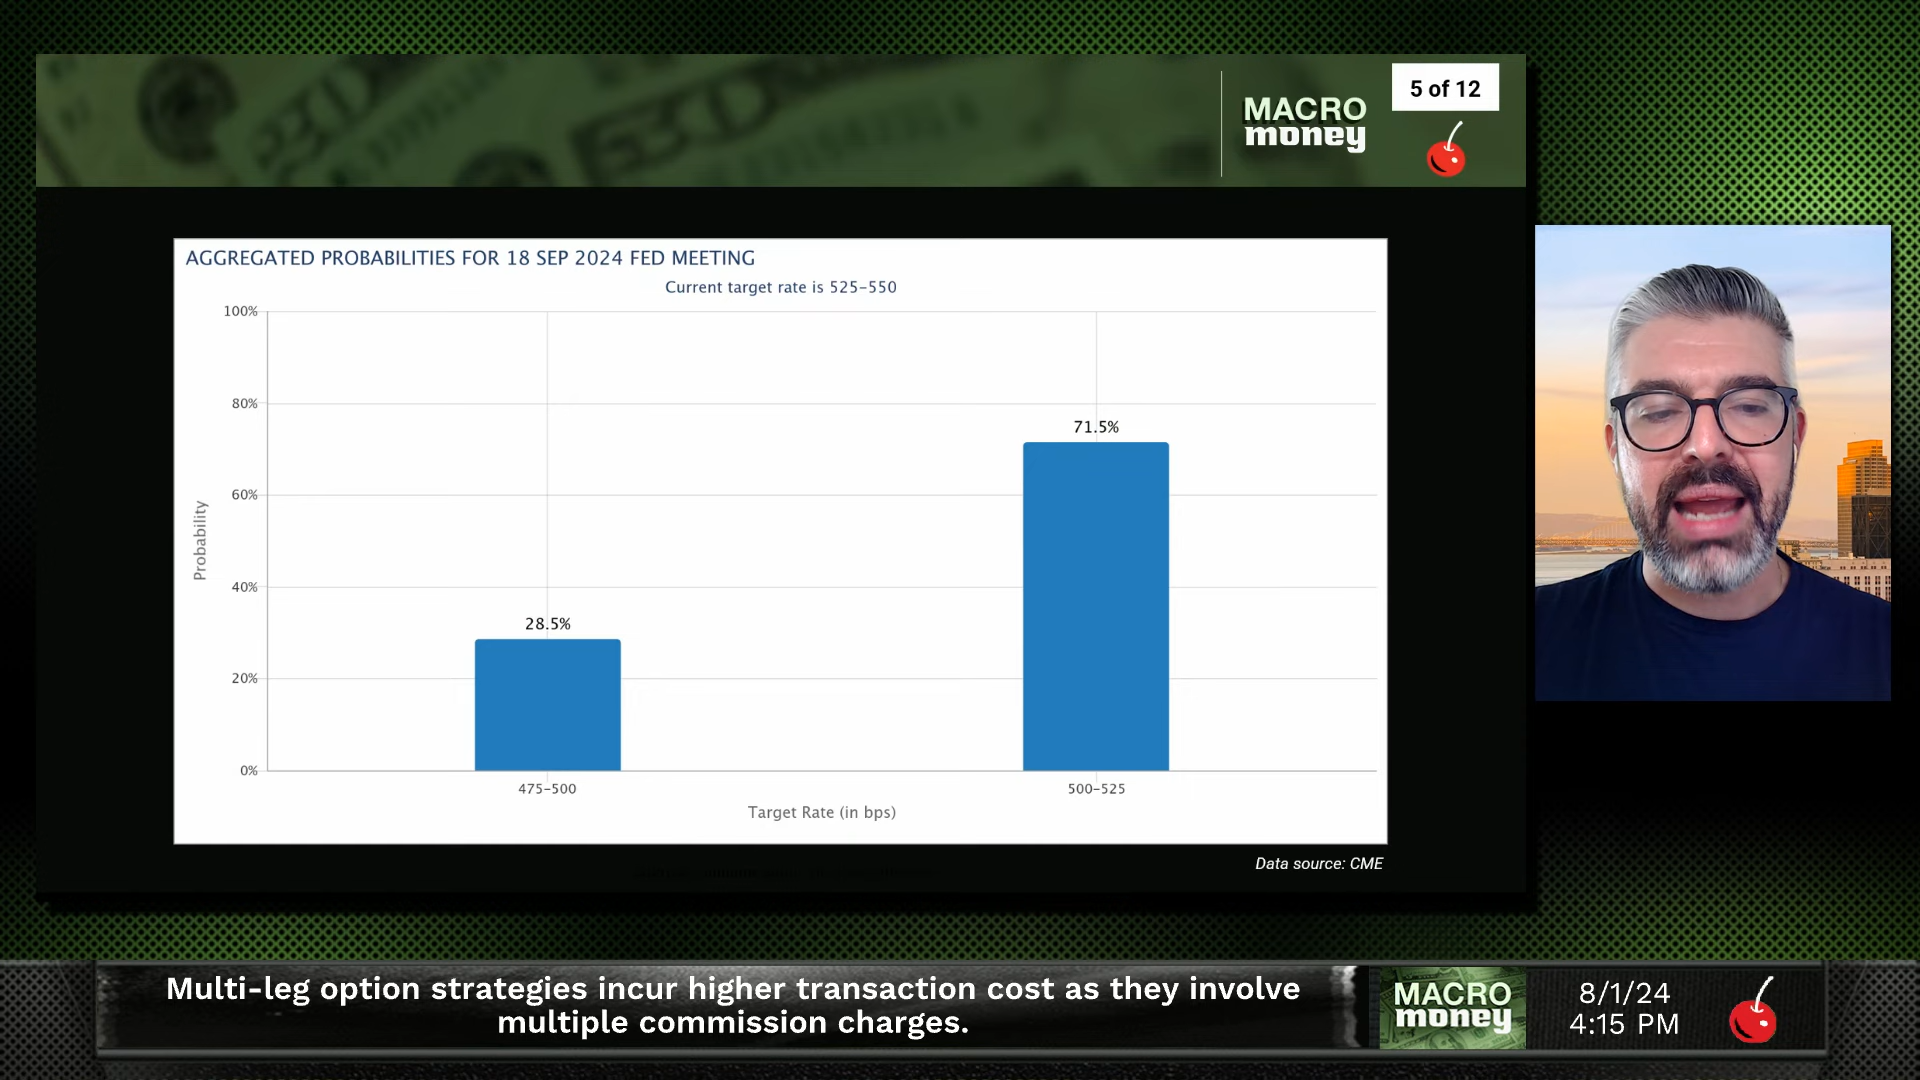 MACRO
money
5 of 12
AGGREGATED PROBABILITIES FOR 18 SEP 2024 FED MEETING
Current target rate is 525-550
100%
80%
60%
40%
20%
0%
Probability
28.5%
71.5%
475-500
500-525
Target Rate (in bps)
Data source: CME
Multi-leg option strategies incur higher transaction cost as they involve
multiple commission charges.
MACRO
money
8/1/24
4:15 PM